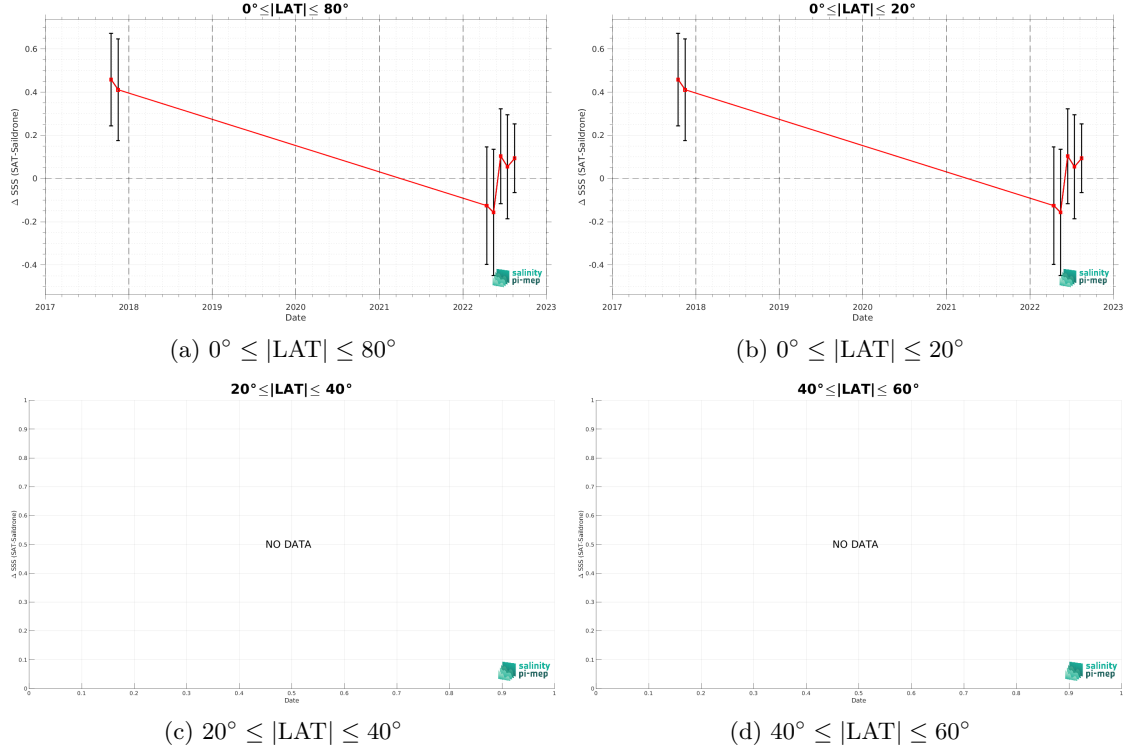 0°≤|LAT|≤ 80°
0.6
0.4
0.2
0
-0.2
-0.4
Δ SSS (SAT-Saildrone)
2017 2018 2019 2020 2021 2022 2023
Date
salinity
pi-mep
(a) 0° ≤ |LAT| ≤ 80°
0°≤|LAT|≤ 20°
0.6
0.4
0.2
0
-0.2
-0.4
Δ SSS (SAT-Saildrone)
2017 2018 2019 2020 2021 2022 2023
Date
salinity
pi-mep
(b) 0° ≤ |LAT| ≤ 20°
20°≤|LAT|≤ 40°
1
0.9
0.8
0.7
0.6
0.5
0.4
0.3
0.2
0.1
0
Δ SSS (SAT-Saildrone)
NO DATA
0 0.1 0.2 0.3 0.4 0.5 0.6 0.7 0.8 0.9 1
Date
salinity
pi-mep
(c) 20° ≤ |LAT| ≤ 40°
40°≤|LAT|≤ 60°
1
0.9
0.8
0.7
0.6
0.5
0.4
0.3
0.2
0.1
0
Δ SSS (SAT-Saildrone)
NO DATA
0 0.1 0.2 0.3 0.4 0.5 0.6 0.7 0.8 0.9 1
Date
salinity
pi-mep
(d) 40° ≤ |LAT| ≤ 60°